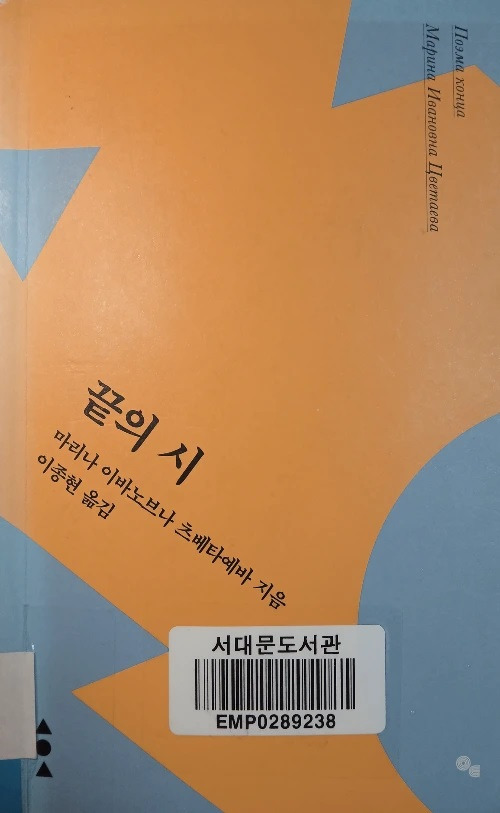 Поэма конца
Марина Ивановна Цветаева
끝의 시
마리나 이바노브나 츠베타예바 지음
이종현 옮김
서대문도서관
EMP0289238